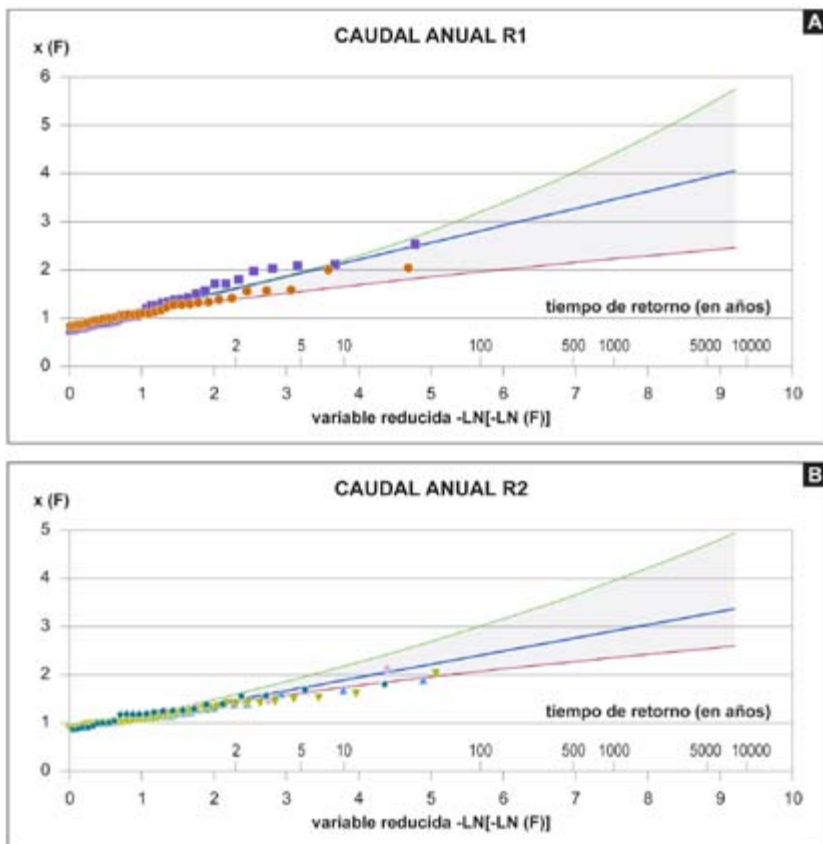 A
CAUDAL ANUAL R1
x (F)
6
5
4
3
2
1
0
tiempo de retorno (en años)
2 5 10 100 500 1000 5000 10000
0 1 2 3 4 5 6 7 8 9 10
variable reducida -LN[-LN (F)]
B
CAUDAL ANUAL R2
x (F)
5
4
3
2
1
0
tiempo de retorno (en años)
2 5 10 100 500 1000 5000 10000
0 1 2 3 4 5 6 7 8 9 10
variable reducida -LN[-LN (F)]